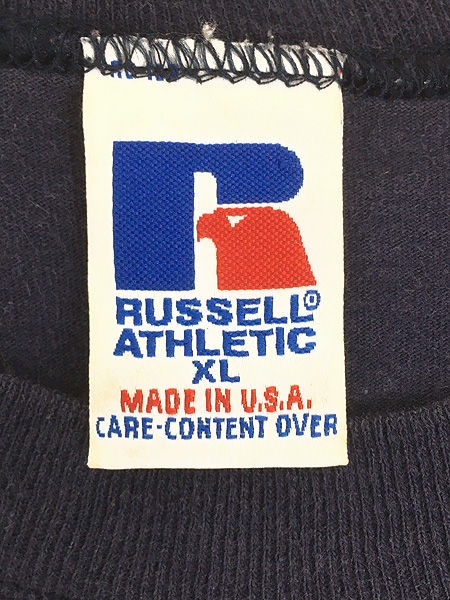 RUSSELL®
ATHLETIC
XL
MADE IN U.S.A.
CARE-CONTENT OVER